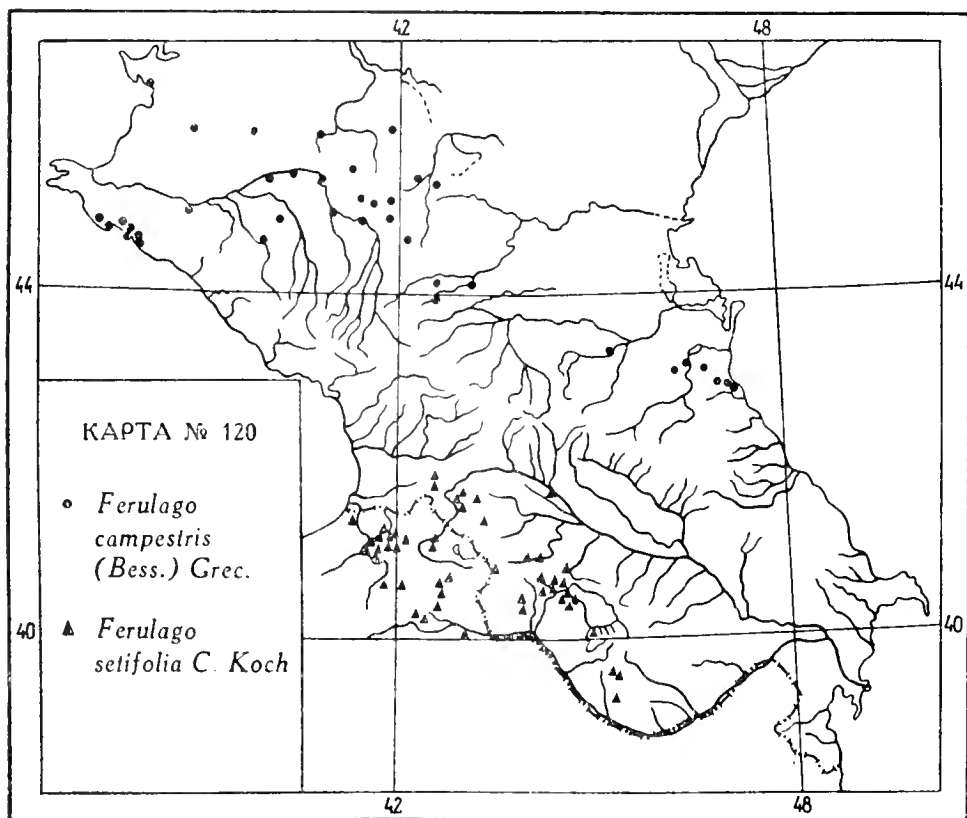 42 48
44 44
КАРТА № 120
Ferulago
campestris
(Bess.) Grec.
Ferulago
setifolia C. Koch
40 40
42 48